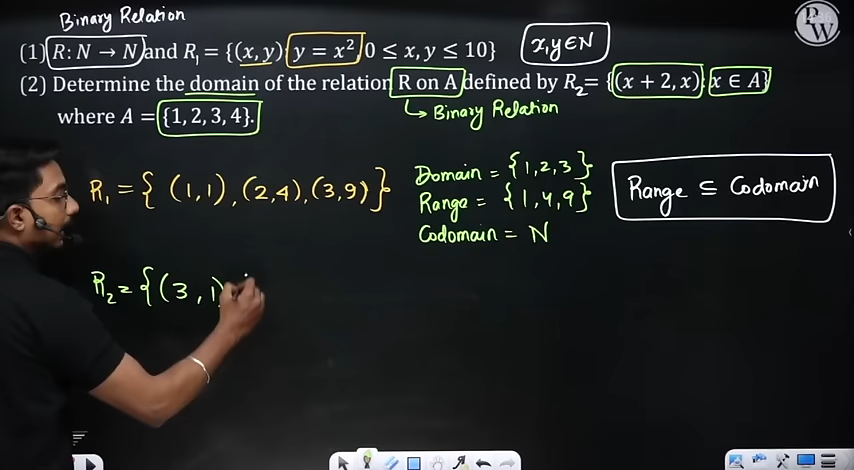 Binary Relation
(1) R: N → N and R₁ = {(x, y): y = x², 0 ≤ x, y ≤ 10} x,y∈N
(2) Determine the domain of the relation R on A defined by R₂= {(x + 2, x): x ∈ A}
↳ Binary Relation
where A = {1, 2, 3, 4}.
R₁ = { (1,1), (2,4), (3,9) }
Domain = {1,2,3}
Range = {1,4,9}
Codomain = N
Range ⊆ Codomain
R₂ = { (3, 1)
PW